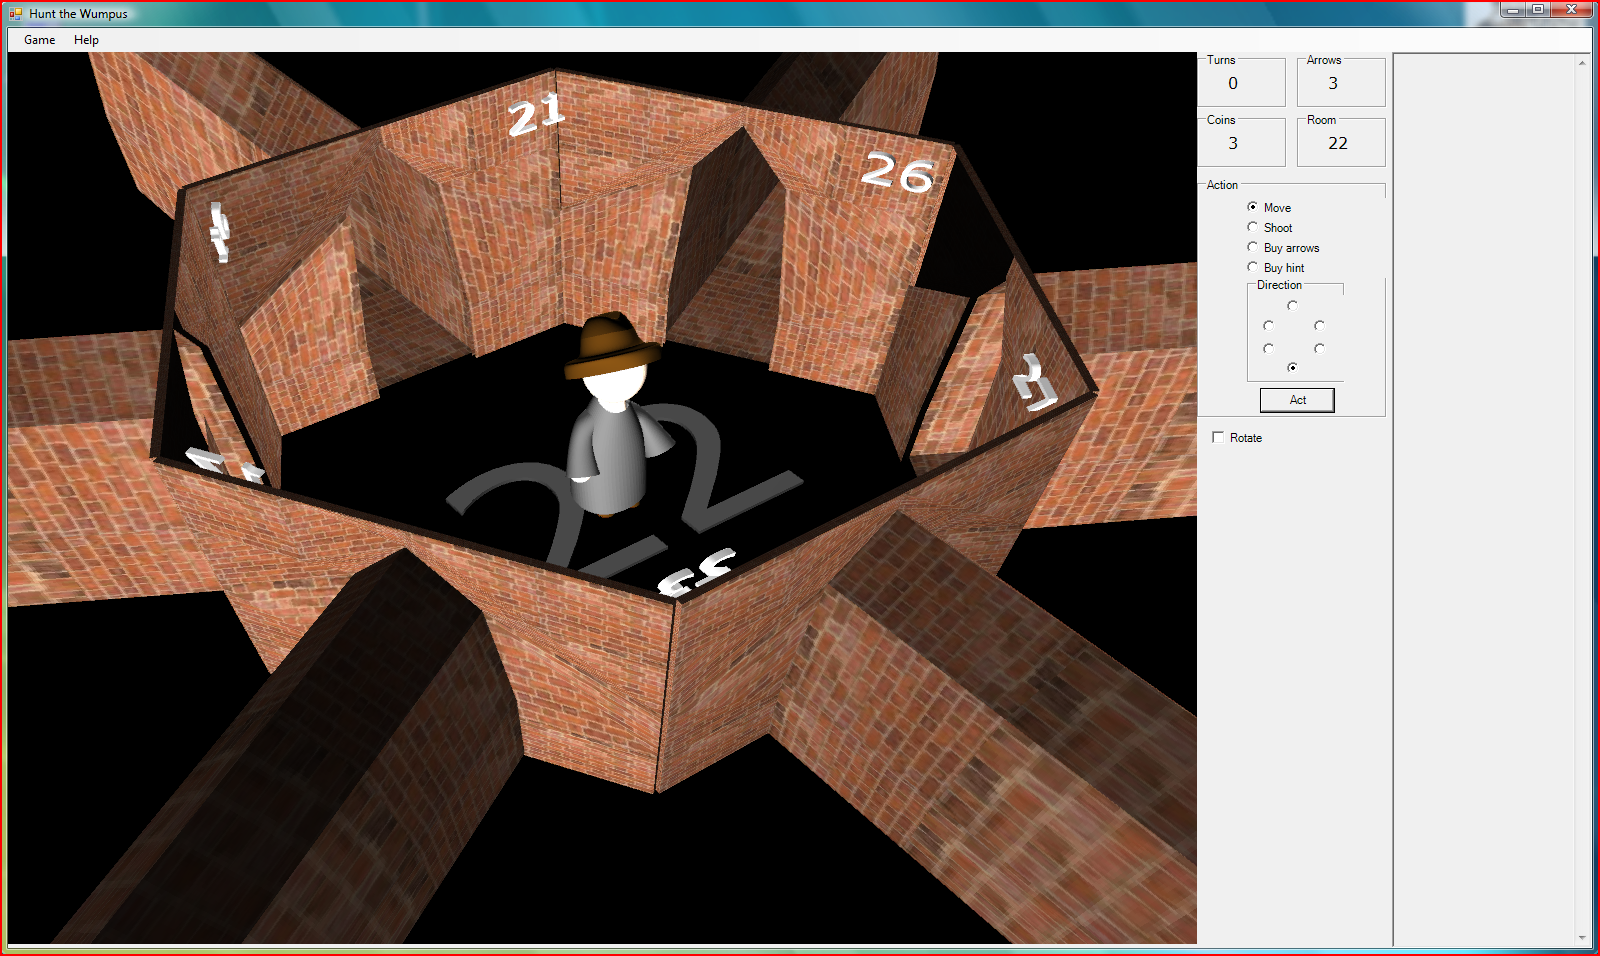 Hunt the Wumpus
Game Help
Turns
0
Arrows
3
Coins
3
Room
22
Action
Move
Shoot
Buy arrows
Buy hint
Direction
Act
Rotate
21
26
22